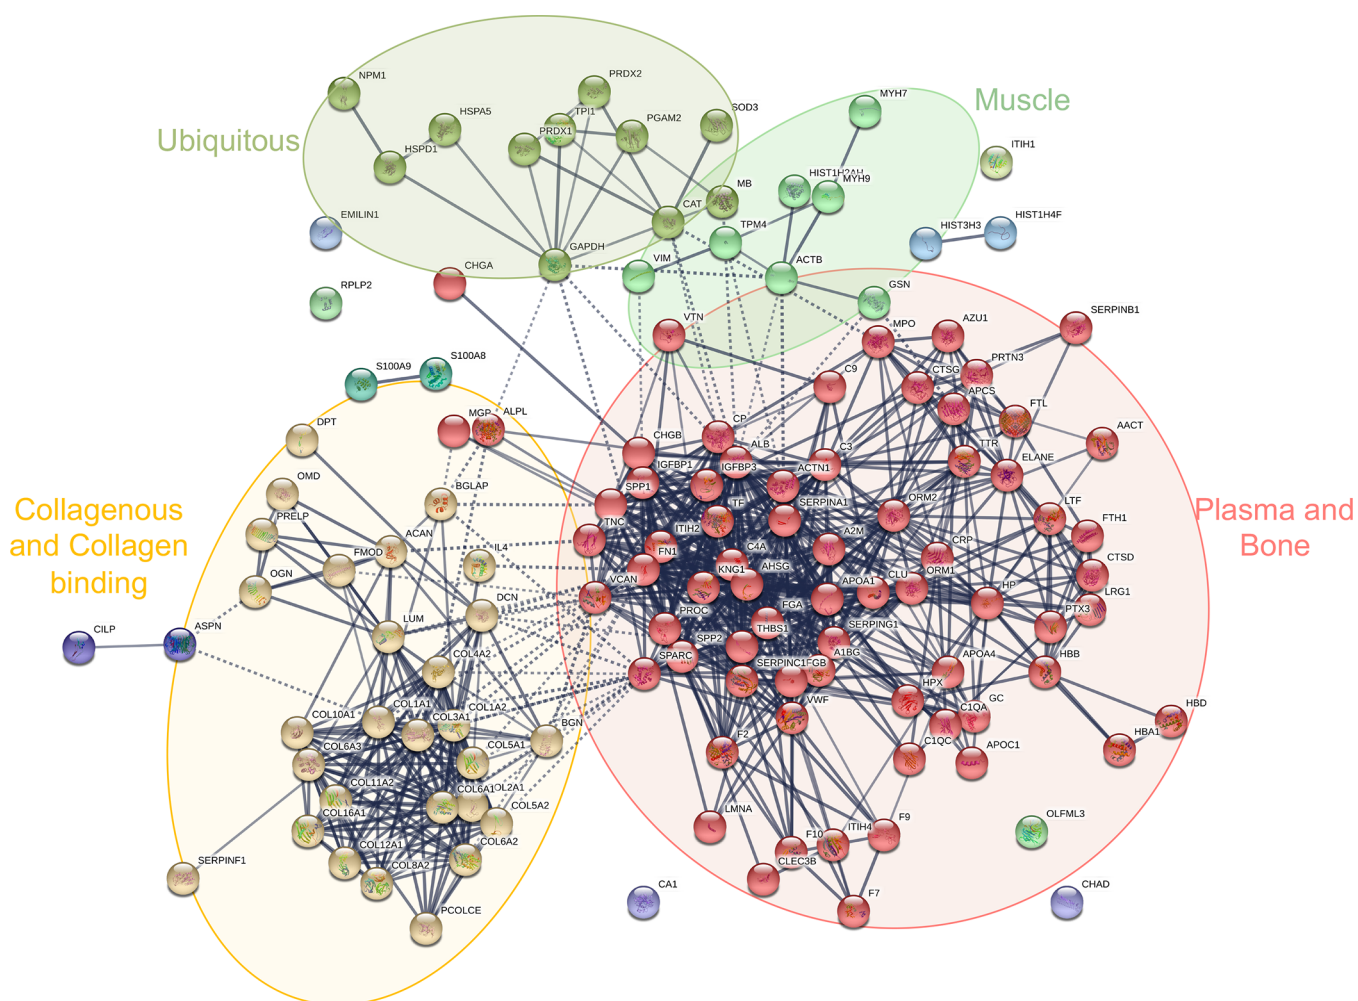 NPM1
PRDX2
MYH7
Muscle
HSPA5
TPI1
SOD3
PGAM2
Ubiquitous
PRDX1
HSPD1
ITIH1
HIST1H2AH
MYH9
MB
CAT
EMILIN1
TPM4
HIST3H3
HIST1H4F
GAPDH
VIM
ACTB
CHGA
RPLP2
GSN
VTN
MPO
AZU1
SERPINB1
S100A9
S100A8
C9
CTSG
PRTN3
APCS
MGP
ALPL
DPT
CP
FTL
AACT
CHGB
ALB
C3
TTR
ELANE
IGFBP1
IGFBP3
ACTN1
OMD
BGLAP
SPP1
TF
SERPINA1
ORM2
LTF
Collagenous
and Collagen
binding
PRELP
ACAN
TNC
ITIH2
A2M
FTH1
Plasma and
Bone
FMOD
IL4
FN1
C4A
CRP
CTSD
OGN
KNG1
AHSG
APOA1
CLU
ORM1
HP
LRG1
VCAN
DCN
PROC
FGA
PTX3
CILP
ASPN
LUM
SPP2
THBS1
SERPING1
SPARC
A1BG
APOA4
HBB
COL4A2
SERPINC1
FGB
HPX
COL10A1
COL1A1
COL1A2
COL3A1
VWF
C1QA
GC
HBD
BGN
COL6A3
COL5A1
F2
C1QC
APOC1
HBA1
COL11A2
COL6A1
OL2A1
COL5A2
COL16A1
LMNA
OLFML3
COL12A1
COL6A2
F10
ITIH4
F9
SERPINF1
COL8A2
CLEC3B
CA1
F7
CHAD
PCOLCE